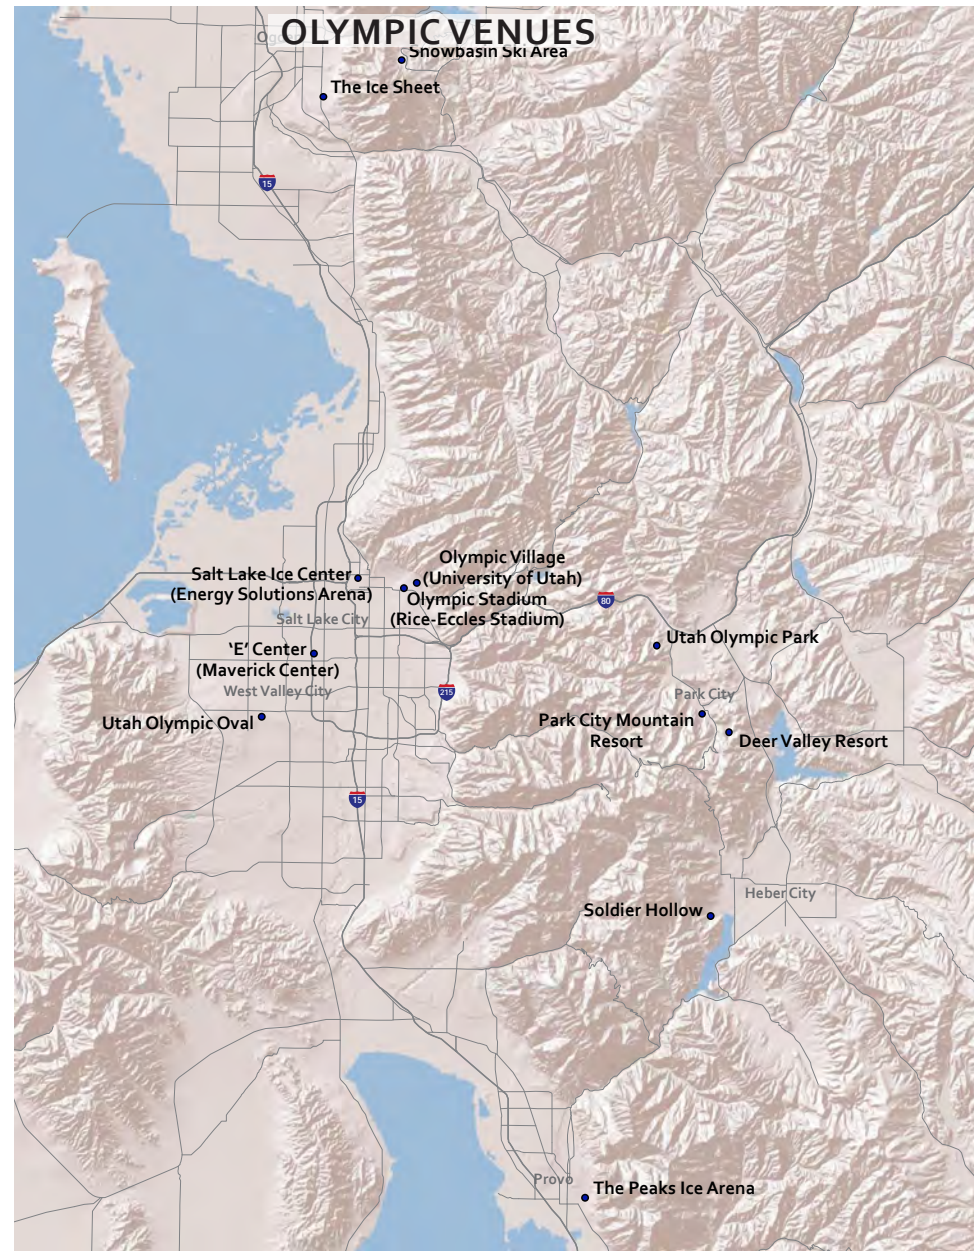 OLYMPIC VENUES
Snowbasin Ski Area
The Ice Sheet
15
Olympic Village
(University of Utah)
Salt Lake Ice Center
(Energy Solutions Arena)
Olympic Stadium
(Rice-Eccles Stadium)
80
Salt Lake City
Utah Olympic Park
‘E’ Center
(Maverick Center)
West Valley City
215
Park City
Utah Olympic Oval
Park City Mountain
Resort
Deer Valley Resort
15
Heber City
Soldier Hollow
Provo
The Peaks Ice Arena